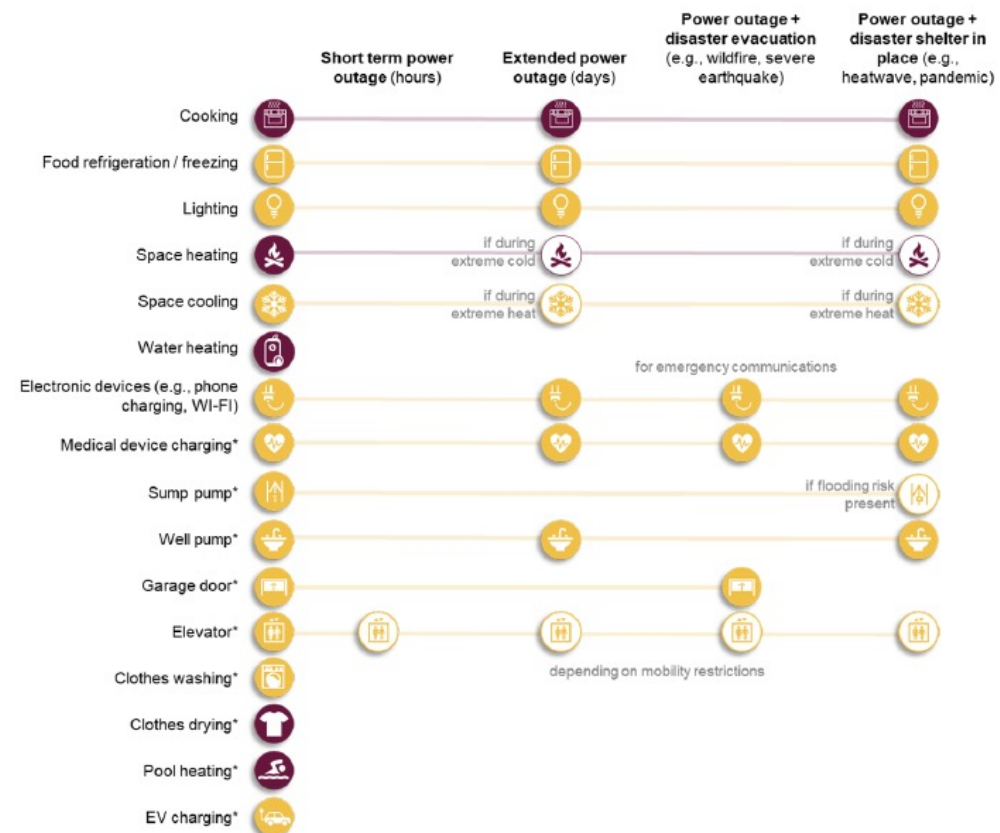 Short term power
outage (hours)
Extended power
outage (days)
Power outage +
disaster evacuation
(e.g., wildfire, severe
earthquake)
Power outage +
disaster shelter in
place (e.g.,
heatwave, pandemic)
Cooking
Food refrigeration / freezing
Lighting
Space heating
if during
extreme cold
if during
extreme cold
Space cooling
if during
extreme heat
if during
extreme heat
Water heating
for emergency communications
Electronic devices (e.g., phone
charging, WI-FI)
Medical device charging*
Sump pump*
if flooding risk
present
Well pump*
Garage door*
Elevator*
depending on mobility restrictions
Clothes washing*
Clothes drying*
Pool heating*
EV charging*